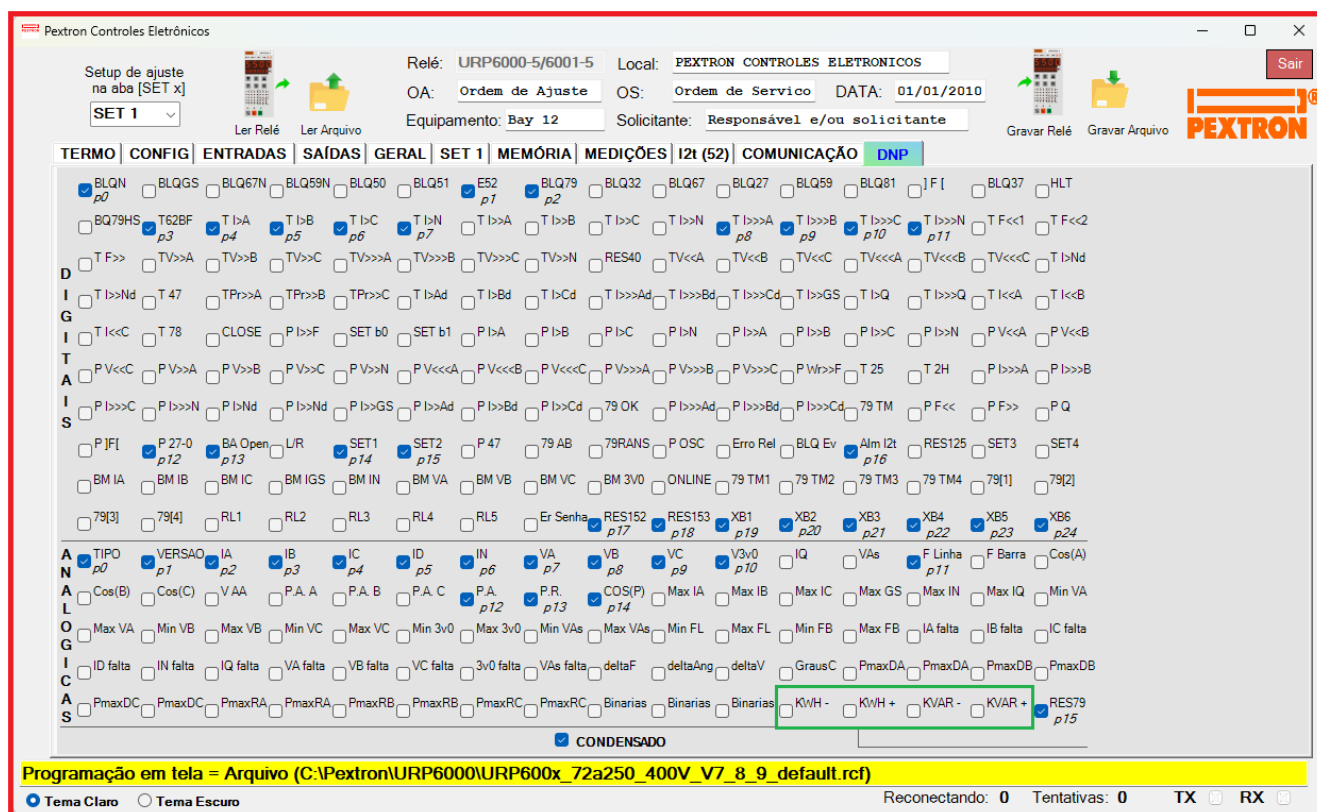 Pextron Controles Eletrônicos
Setup de ajuste
na aba [SET x]
SET 1
Ler Relé
Ler Arquivo
Relé: URP6000-5/6001-5 Local: PEXTRON CONTROLES ELETRONICOS
OA: Ordem de Ajuste OS: Ordem de Servico DATA: 01/01/2010
Equipamento: Bay 12 Solicitante: Responsável e/ou solicitante
Gravar Relé Gravar Arquivo
Sair
PEXTRON®
TERMO CONFIG ENTRADAS SAÍDAS GERAL SET 1 MEMÓRIA MEDIÇÕES I2t (52) COMUNICAÇÃO DNP
DIGITAIS
BLQN BLQGS BLQ67N BLQ59N BLQ50 BLQ51 E52 BLQ79 BLQ32 BLQ67 BLQ27 BLQ59 BLQ81 ] F [ BLQ37 HLT
p0 p1 p2
BQ79HS T62BF T I>A T I>B T I>C T I>N T I>>A T I>>B T I>>C T I>>N T I>>>A T I>>>B T I>>>C T I>>>N T F<<1 T F<<2
p3 p4 p5 p6 p7 p8 p9 p10 p11
T F>> TV>>A TV>>B TV>>C TV>>>A TV>>>B TV>>>C TV>>N RES40 TV<<A TV<<B TV<<C TV<<<A TV<<<B TV<<<C T I>Nd
T I>>Nd T 47 TPr>>A TPr>>B TPr>>C T I>Ad T I>Bd T I>Cd T I>>>Ad T I>>>Bd T I>>>Cd T I>>GS T I>Q T I>>>Q T I<<A T I<<B
T I<<C T 78 CLOSE P I>>F SET b0 SET b1 P I>A P I>B P I>C P I>N P I>>A P I>>B P I>>C P I>>N P V<<A P V<<B
P V<<C P V>>A P V>>B P V>>C P V>>N P V<<<A P V<<<B P V<<<C P V>>>A P V>>>B P V>>>C P Wr>>F T 25 T 2H P I>>>A P I>>>B
P I>>>C P I>>>N P I>Nd P I>>Nd P I>>GS P I>>Ad P I>>Bd P I>>Cd 79 OK P I>>>Ad P I>>>Bd P I>>>Cd 79 TM P F<< P F>> P Q
P ]F[ P 27-0 BA Open L/R SET1 SET2 P 47 79 AB 79RANS P OSC Erro Rel BLQ Ev Alm I2t RES125 SET3 SET4
p12 p13 p14 p15 p16
BM IA BM IB BM IC BM IGS BM IN BM VA BM VB BM VC BM 3V0 ONLINE 79 TM1 79 TM2 79 TM3 79 TM4 79[1] 79[2]
79[3] 79[4] RL1 RL2 RL3 RL4 RL5 Er Senha RES152 RES153 XB1 XB2 XB3 XB4 XB5 XB6
p17 p18 p19 p20 p21 p22 p23 p24
ANALOGICAS
TIPO VERSAO IA IB IC ID IN VA VB VC V3v0 IQ VAs F Linha F Barra Cos(A)
p0 p1 p2 p3 p4 p5 p6 p7 p8 p9 p10 p11
Cos(B) Cos(C) V AA P.A. A P.A. B P.A. C P.A. P.R. COS(P) Max IA Max IB Max IC Max GS Max IN Max IQ Min VA
p12 p13 p14
Max VA Min VB Max VB Min VC Max VC Min 3v0 Max 3v0 Min VAs Max VAs Min FL Max FL Min FB Max FB IA falta IB falta IC falta
ID falta IN falta IQ falta VA falta VB falta VC falta 3v0 falta VAs falta deltaF deltaAng deltaV GrausC PmaxDA PmaxDA PmaxDB PmaxDB
PmaxDC PmaxDC PmaxRA PmaxRA PmaxRB PmaxRB PmaxRC PmaxRC Binarias Binarias Binarias KWH - KWH + KVAR - KVAR + RES79
p15
CONDENSADO
Programação em tela = Arquivo (C:\Pextron\URP6000\URP600x_72a250_400V_V7_8_9_default.rcf)
Tema Claro Tema Escuro Reconectando: 0 Tentativas: 0 TX RX